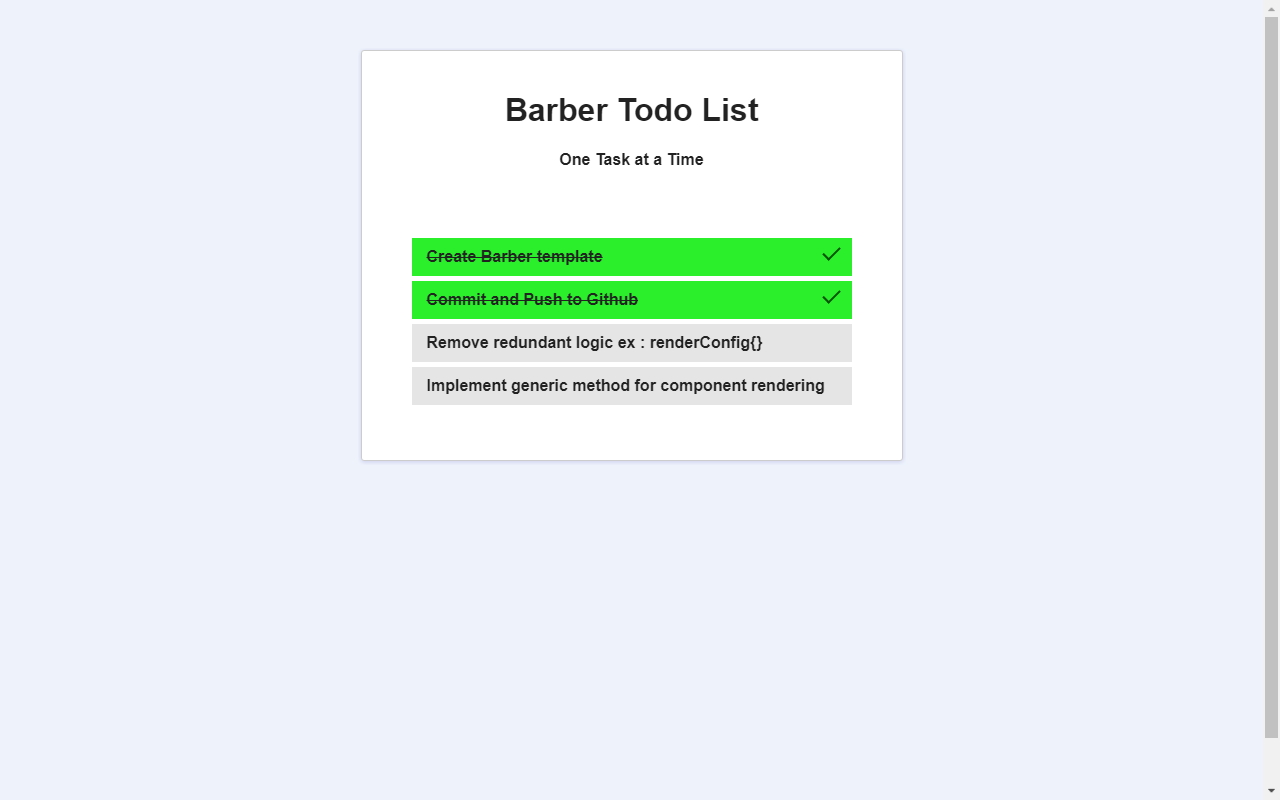 Barber Todo List
One Task at a Time
Create Barber template
Commit and Push to Github
Remove redundant logic ex : renderConfig{}
Implement generic method for component rendering